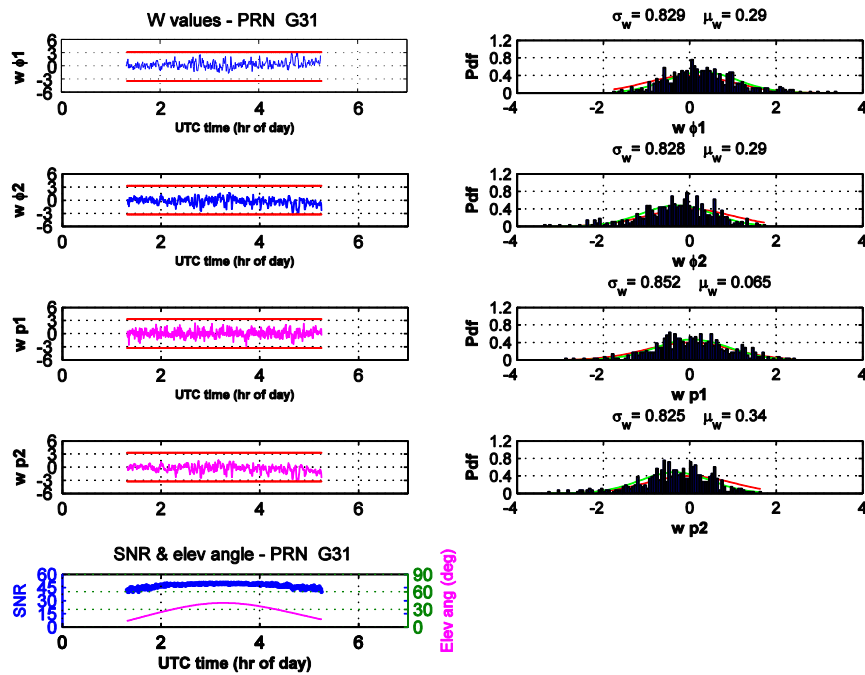 W values - PRN G31
w ϕ1
6
3
0
-3
-6
0 2 4 6
UTC time (hr of day)
σw= 0.829 μw= 0.29
Pdf
1.2
0.8
0.4
0
-4 -2 0 2 4
w ϕ1
w ϕ2
6
3
0
-3
-6
0 2 4 6
UTC time (hr of day)
σw= 0.828 μw= 0.29
Pdf
1.2
0.8
0.4
0
-4 -2 0 2 4
w ϕ2
w p1
6
3
0
-3
-6
0 2 4 6
UTC time (hr of day)
σw= 0.852 μw= 0.065
Pdf
1.2
0.8
0.4
0
-4 -2 0 2 4
w p1
w p2
6
3
0
-3
-6
0 2 4 6
σw= 0.825 μw= 0.34
Pdf
1.2
0.8
0.4
0
-4 -2 0 2 4
w p2
SNR & elev angle - PRN G31
SNR
60
45
30
15
0
90
60
30
0
Elev ang (deg)
0 2 4 6
UTC time (hr of day)